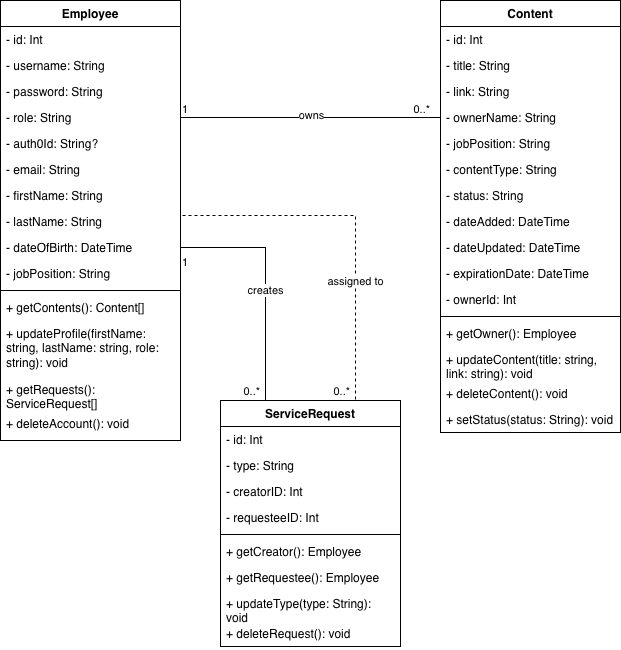 Employee
- id: Int
- username: String
- password: String
- role: String
- auth0Id: String?
- email: String
- firstName: String
- lastName: String
- dateOfBirth: DateTime
- jobPosition: String
+ getContents(): Content[]
+ updateProfile(firstName:
string, lastName: string, role:
string): void
+ getRequests():
ServiceRequest[]
+ deleteAccount(): void
1
owns
0..*
1
creates
0..*
assigned to
0..*
Content
- id: Int
- title: String
- link: String
- ownerName: String
- jobPosition: String
- contentType: String
- status: String
- dateAdded: DateTime
- dateUpdated: DateTime
- expirationDate: DateTime
- ownerId: Int
+ getOwner(): Employee
+ updateContent(title: string,
link: string): void
+ deleteContent(): void
+ setStatus(status: String): void
ServiceRequest
- id: Int
- type: String
- creatorID: Int
- requesteeID: Int
+ getCreator(): Employee
+ getRequestee(): Employee
+ updateType(type: String):
void
+ deleteRequest(): void